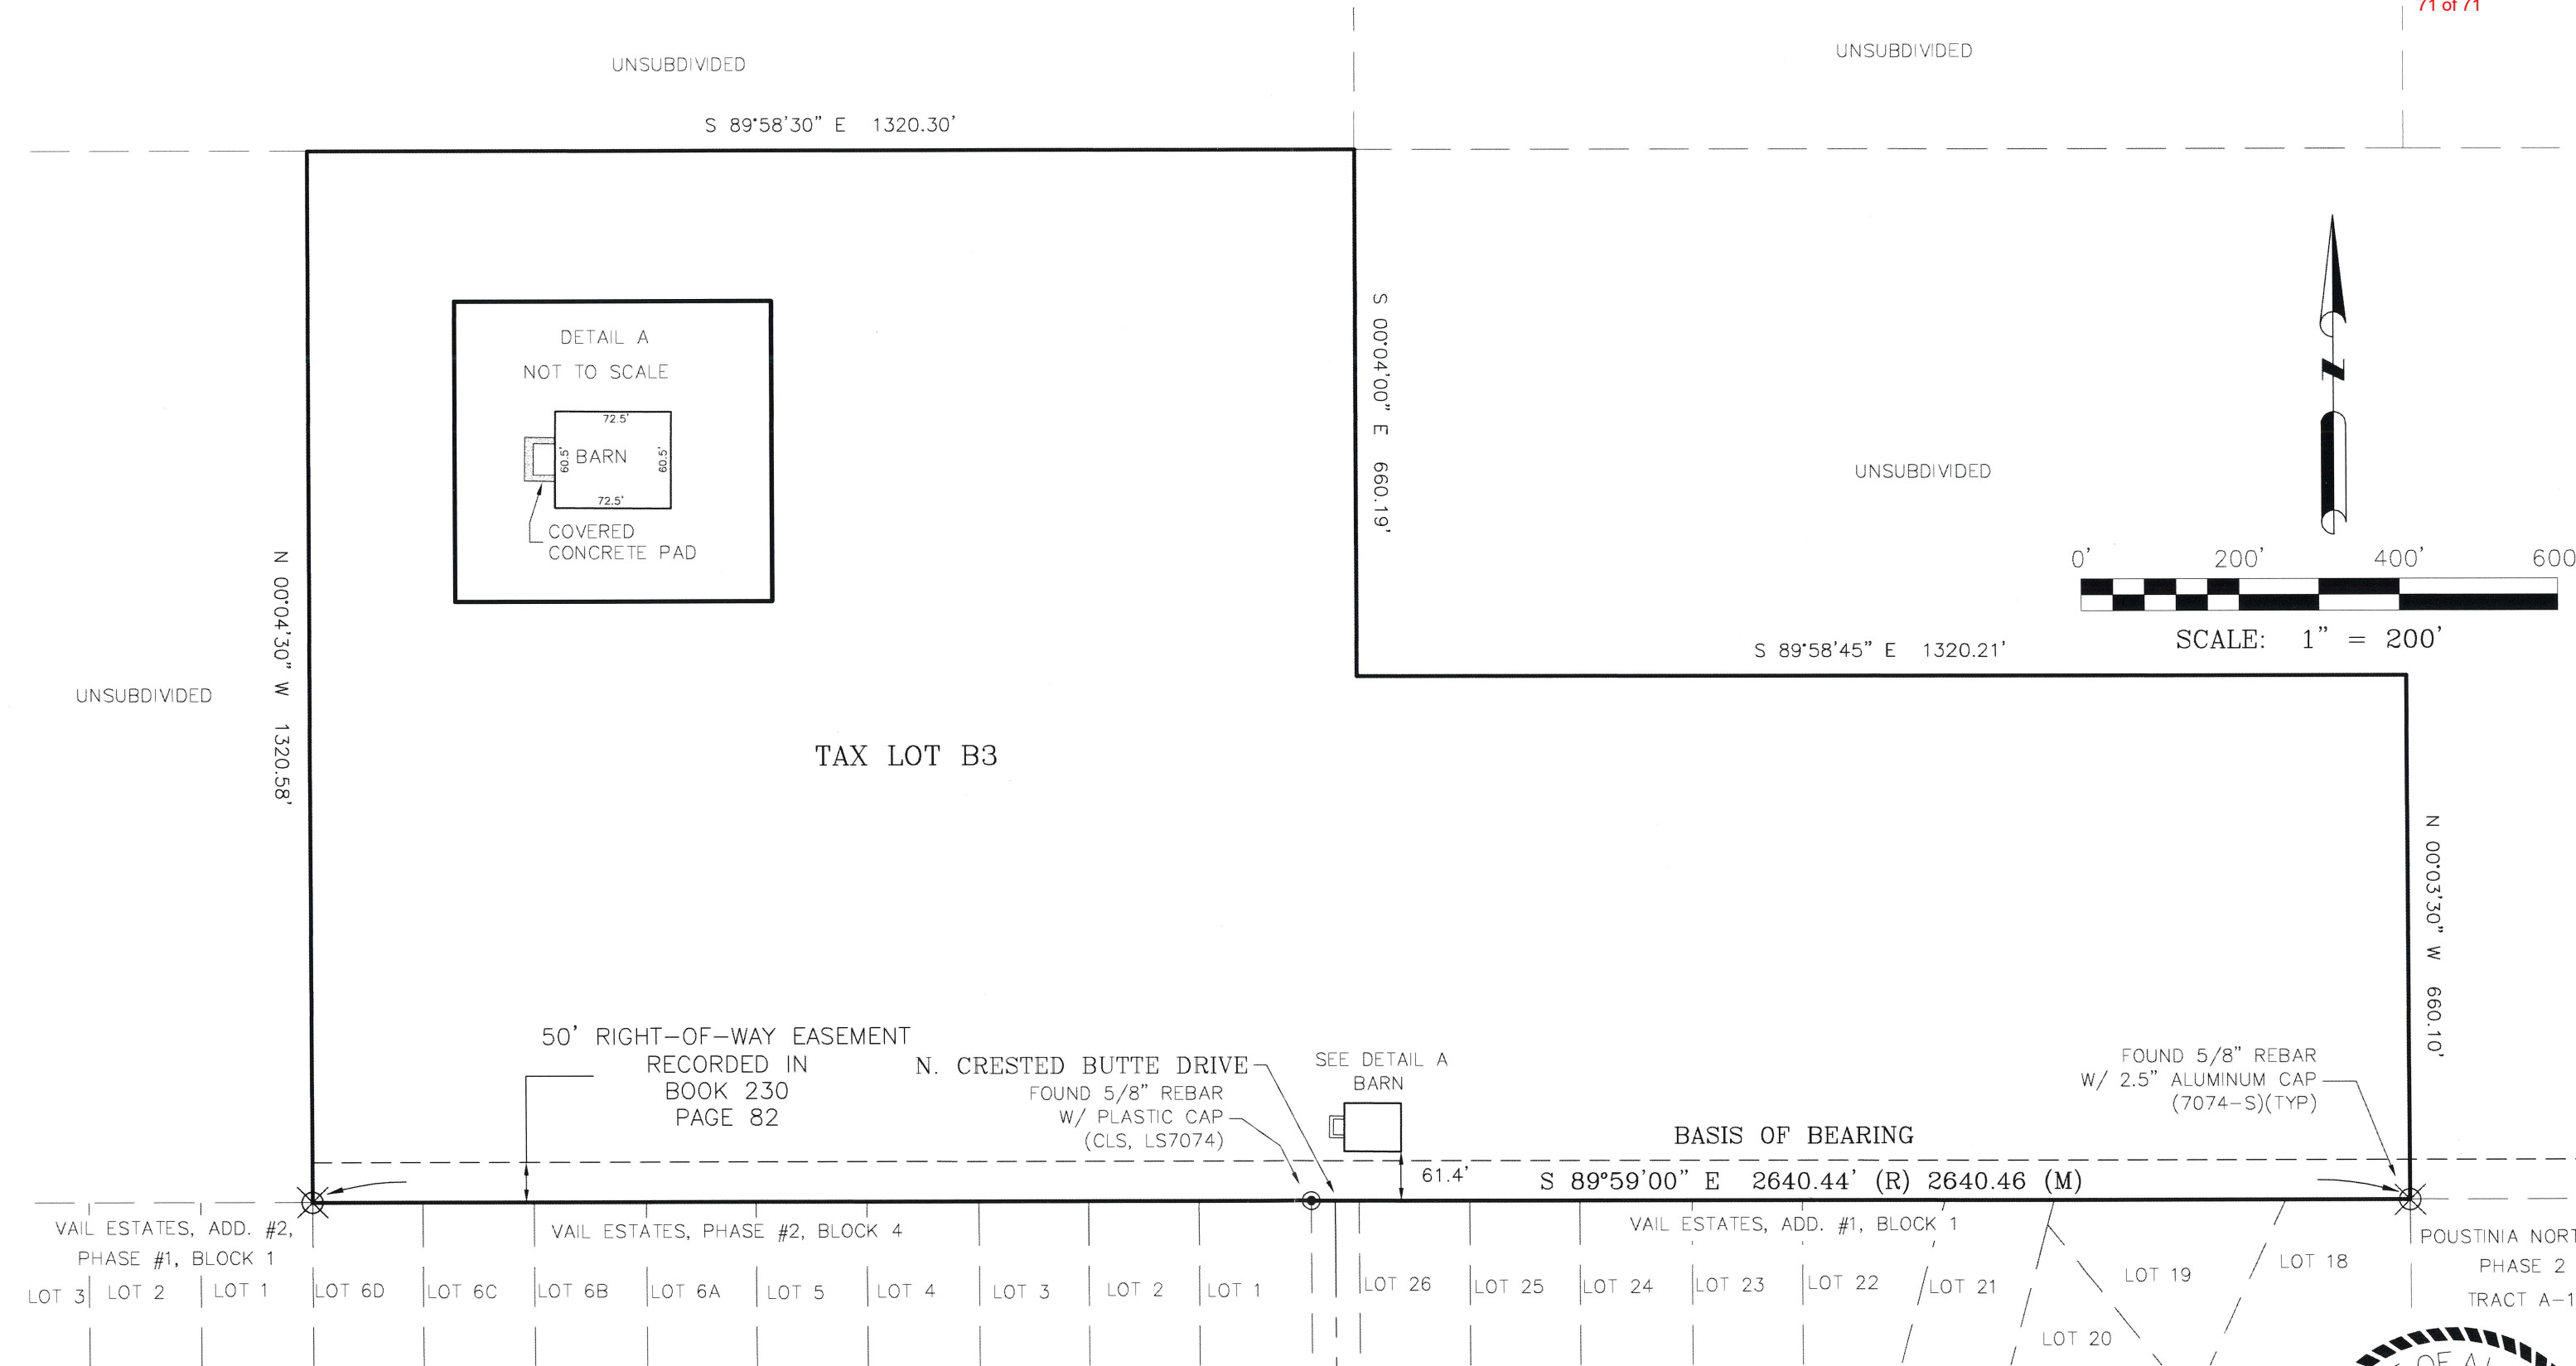 71 of 71
UNSUBDIVIDED
UNSUBDIVIDED
S 89°58'30" E 1320.30'
DETAIL A
NOT TO SCALE
72.5'
60.5'
BARN
60.5'
72.5'
COVERED
CONCRETE PAD
S 00°04'00" E 660.19'
UNSUBDIVIDED
N
0' 200' 400' 600
SCALE: 1" = 200'
S 89°58'45" E 1320.21'
N 00°04'30" W 1320.58'
UNSUBDIVIDED
TAX LOT B3
N 00°03'30" W 660.10'
50' RIGHT-OF-WAY EASEMENT
RECORDED IN
BOOK 230
PAGE 82
N. CRESTED BUTTE DRIVE
FOUND 5/8" REBAR
W/ PLASTIC CAP
(CLS, LS7074)
SEE DETAIL A
BARN
FOUND 5/8" REBAR
W/ 2.5" ALUMINUM CAP
(7074-S)(TYP)
BASIS OF BEARING
61.4'
S 89°59'00" E 2640.44' (R) 2640.46 (M)
VAIL ESTATES, ADD. #2,
PHASE #1, BLOCK 1
VAIL ESTATES, PHASE #2, BLOCK 4
VAIL ESTATES, ADD. #1, BLOCK 1
POUSTINIA NORT
PHASE 2
TRACT A-1
LOT 3 LOT 2 LOT 1 LOT 6D LOT 6C LOT 6B LOT 6A LOT 5 LOT 4 LOT 3 LOT 2 LOT 1 LOT 26 LOT 25 LOT 24 LOT 23 LOT 22 LOT 21 LOT 19 LOT 18
LOT 20